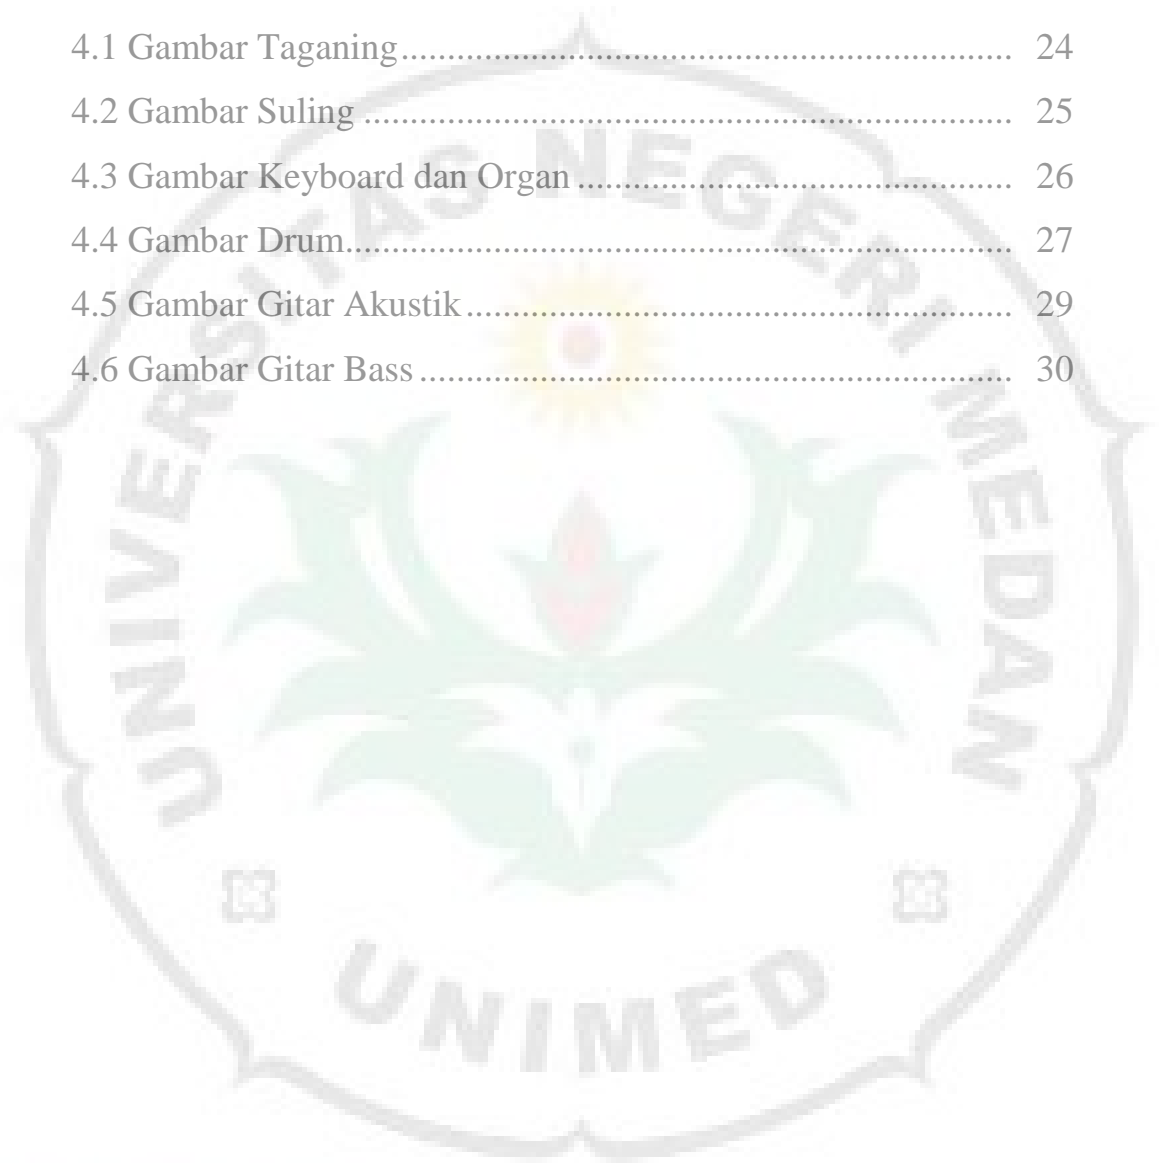 4.1 Gambar Taganing.................................................................. 24
4.2 Gambar Suling ...................................................................... 25
4.3 Gambar Keyboard dan Organ ............................................... 26
4.4 Gambar Drum........................................................................ 27
4.5 Gambar Gitar Akustik ........................................................... 29
4.6 Gambar Gitar Bass ................................................................ 30
UNIVERSITAS NEGERI MEDAN
UNIMED